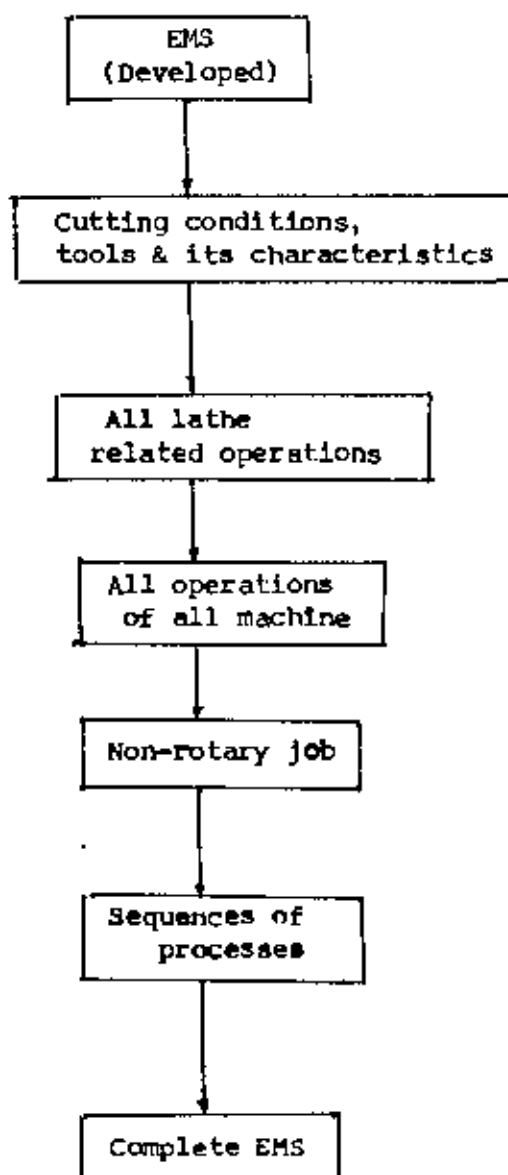 EMS
(Developed)
Cutting conditions,
tools & its characteristics
All lathe
related operations
All operations
of all machine
Non-rotary job
Sequences of
processes
Complete EMS